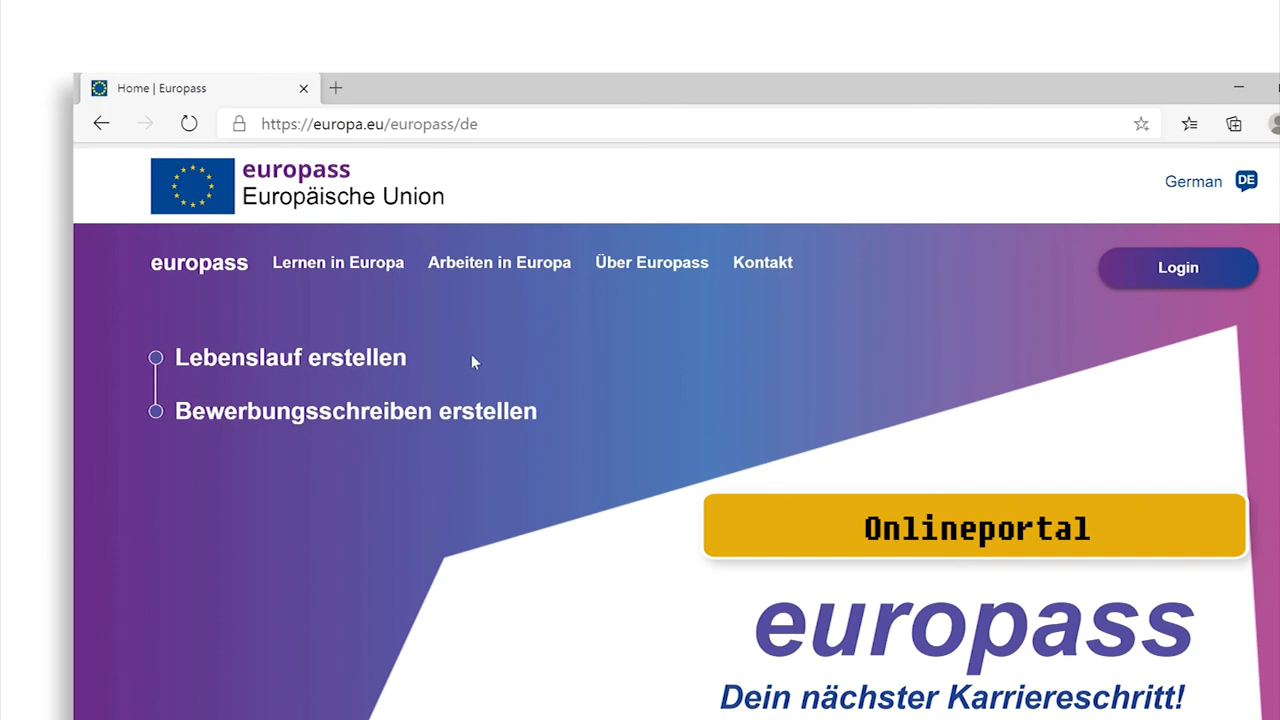 Home | Europass
https://europa.eu/europass/de
europass
Europäische Union
German DE
europass Lernen in Europa Arbeiten in Europa Über Europass Kontakt Login
Lebenslauf erstellen
Bewerbungsschreiben erstellen
Onlineportal
europass
Dein nächster Karriereschritt!